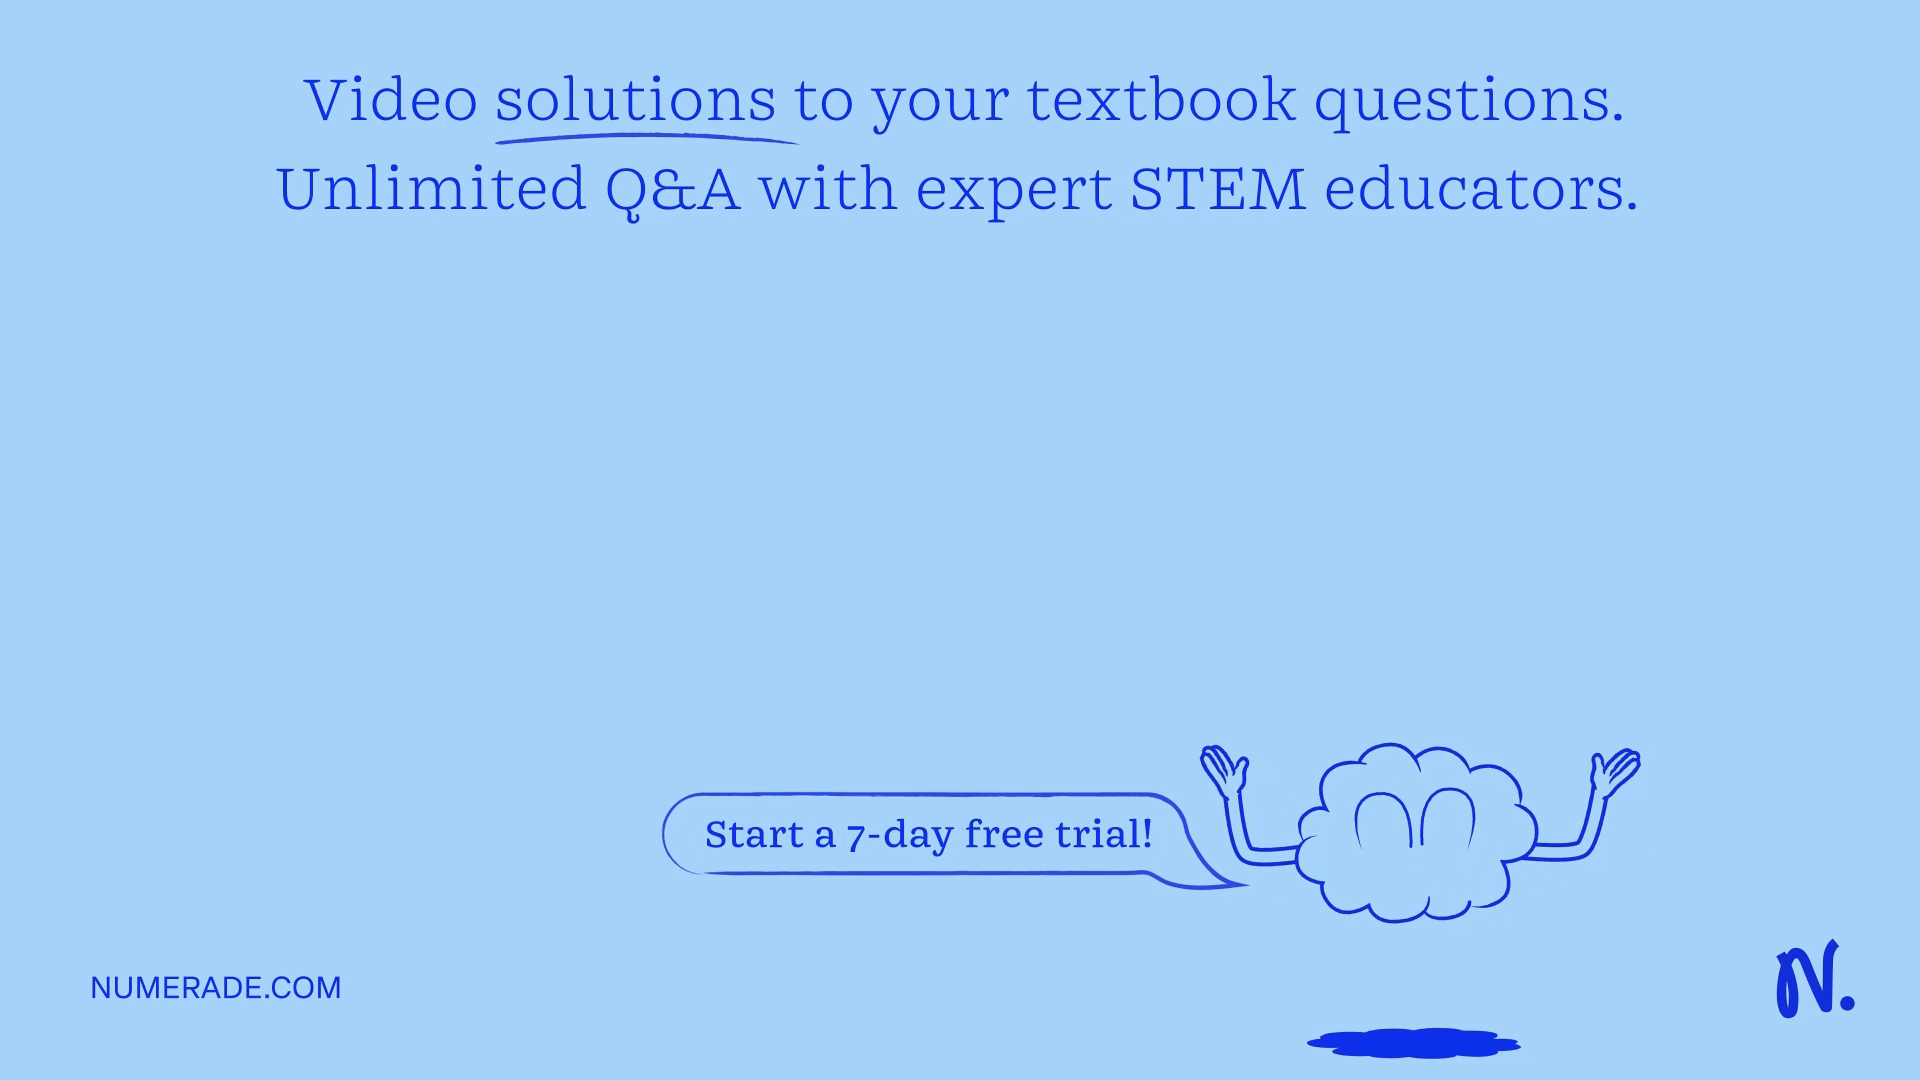 Video solutions to your textbook questions.
Unlimited Q&A with expert STEM educators.
Start a 7-day free trial!
NUMERADE.COM
N.